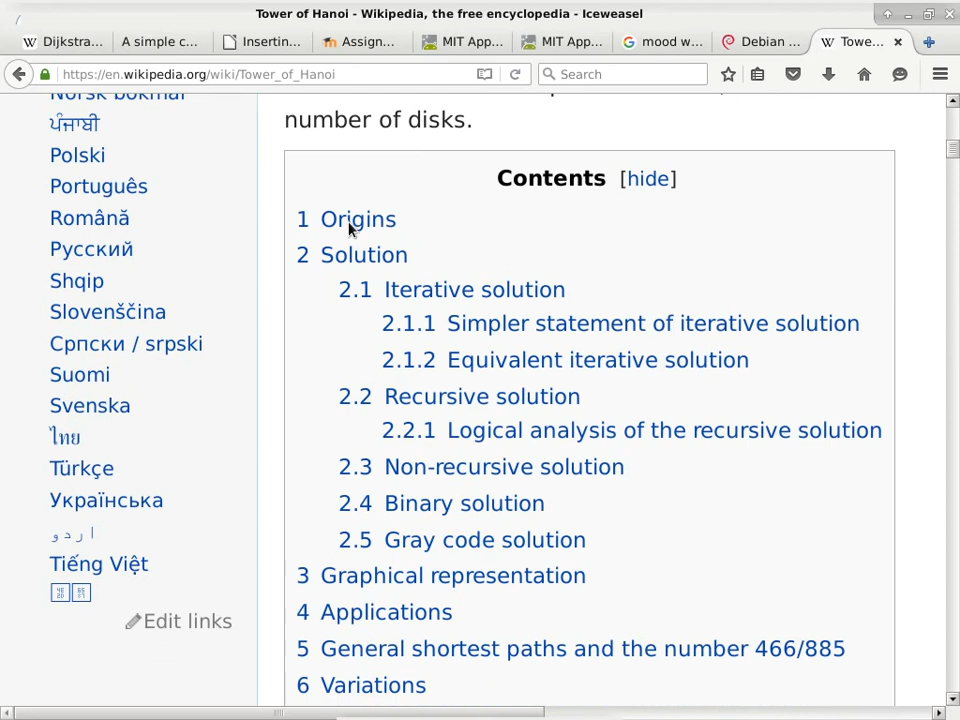 Tower of Hanoi - Wikipedia, the free encyclopedia - Iceweasel
Dijkstra...
A simple c...
Insertin...
Assign...
MIT App...
MIT App...
mood w...
Debian ...
Towe...
https://en.wikipedia.org/wiki/Tower_of_Hanoi
Search
Norsk bokmål
ਪੰਜਾਬੀ
Polski
Português
Română
Русский
Shqip
Slovenščina
Српски / srpski
Suomi
Svenska
ไทย
Türkçe
Українська
اردو
Tiếng Việt
Edit links
number of disks.
Contents [hide]
1 Origins
2 Solution
2.1 Iterative solution
2.1.1 Simpler statement of iterative solution
2.1.2 Equivalent iterative solution
2.2 Recursive solution
2.2.1 Logical analysis of the recursive solution
2.3 Non-recursive solution
2.4 Binary solution
2.5 Gray code solution
3 Graphical representation
4 Applications
5 General shortest paths and the number 466/885
6 Variations